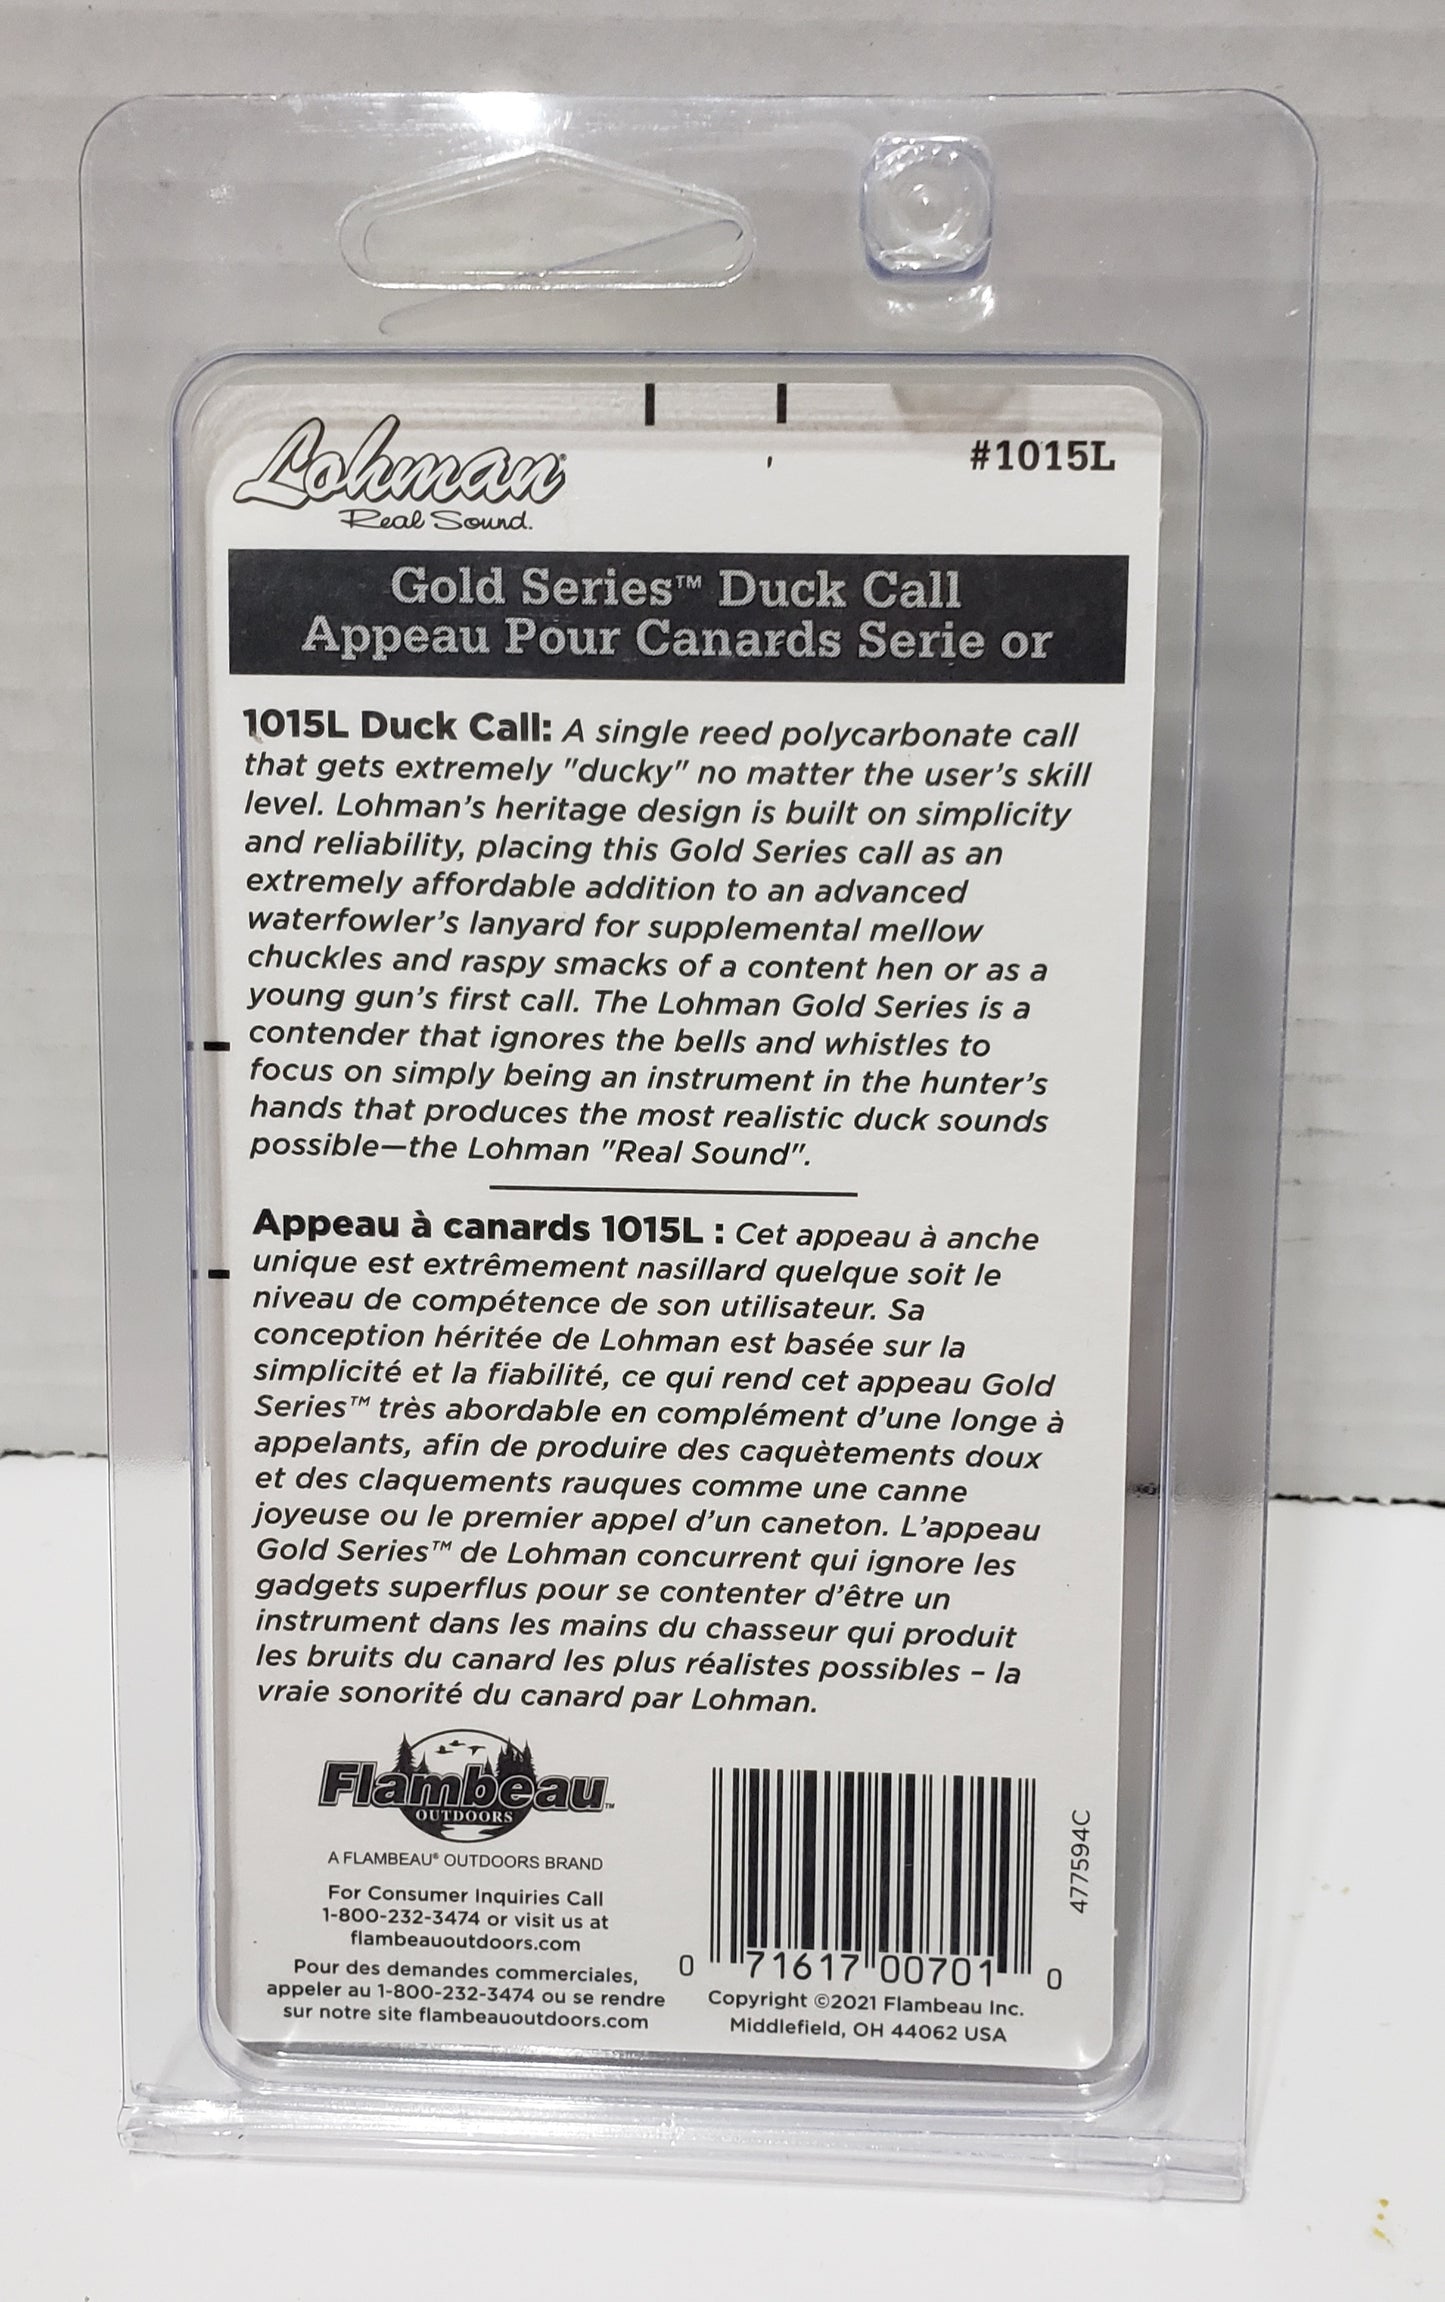 Lohman®
Real Sound.
#1015L
Gold Series™ Duck Call
Appeau Pour Canards Serie or
1015L Duck Call: A single reed polycarbonate call
that gets extremely "ducky" no matter the user's skill
level. Lohman's heritage design is built on simplicity
and reliability, placing this Gold Series call as an
extremely affordable addition to an advanced
waterfowler's lanyard for supplemental mellow
chuckles and raspy smacks of a content hen or as a
young gun's first call. The Lohman Gold Series is a
contender that ignores the bells and whistles to
focus on simply being an instrument in the hunter's
hands that produces the most realistic duck sounds
possible—the Lohman "Real Sound".
Appeau à canards 1015L : Cet appeau à anche
unique est extrêmement nasillard quelque soit le
niveau de compétence de son utilisateur. Sa
conception héritée de Lohman est basée sur la
simplicité et la fiabilité, ce qui rend cet appeau Gold
Series™ très abordable en complément d'une longe à
appelants, afin de produire des caquètements doux
et des claquements rauques comme une canne
joyeuse ou le premier appel d'un caneton. L'appeau
Gold Series™ de Lohman concurrent qui ignore les
gadgets superflus pour se contenter d'être un
instrument dans les mains du chasseur qui produit
les bruits du canard les plus réalistes possibles – la
vraie sonorité du canard par Lohman.
Flambeau™
OUTDOORS
A FLAMBEAU® OUTDOORS BRAND
For Consumer Inquiries Call
1-800-232-3474 or visit us at
flambeauoutdoors.com
Pour des demandes commerciales,
appeler au 1-800-232-3474 ou se rendre
sur notre site flambeauoutdoors.com
477594C
0 71617 00701 0
Copyright ©2021 Flambeau Inc.
Middlefield, OH 44062 USA